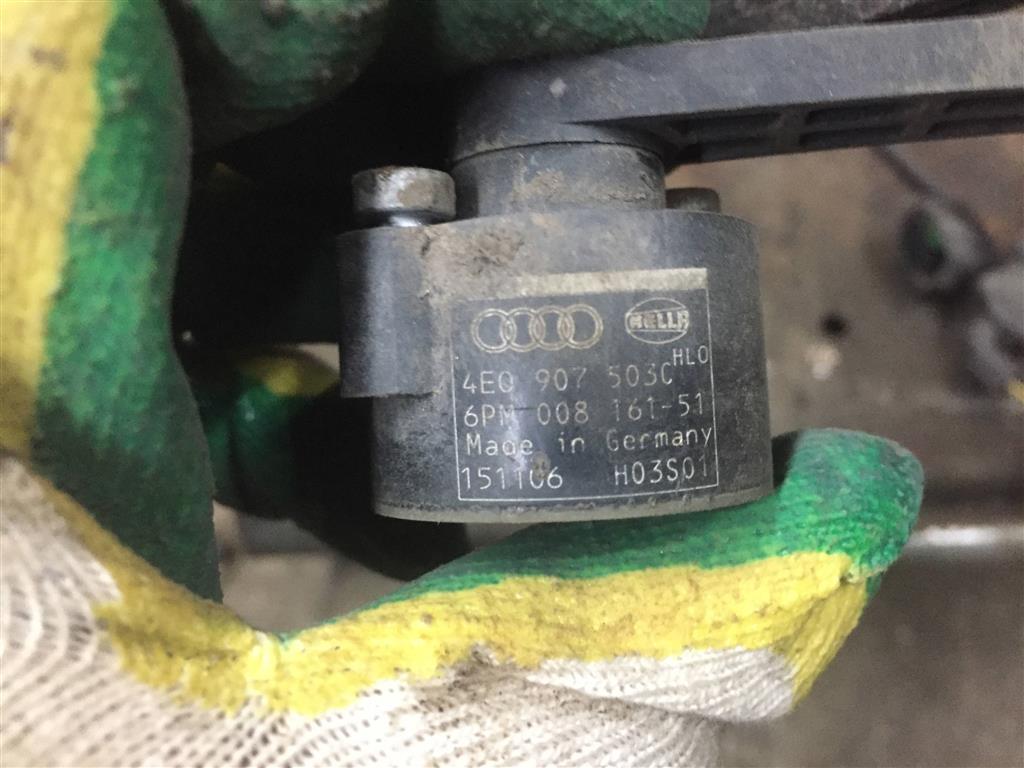 HELLA
HLO
4E0 907 503C
6PM 008 161-51
Made in Germany
151106 H03S01